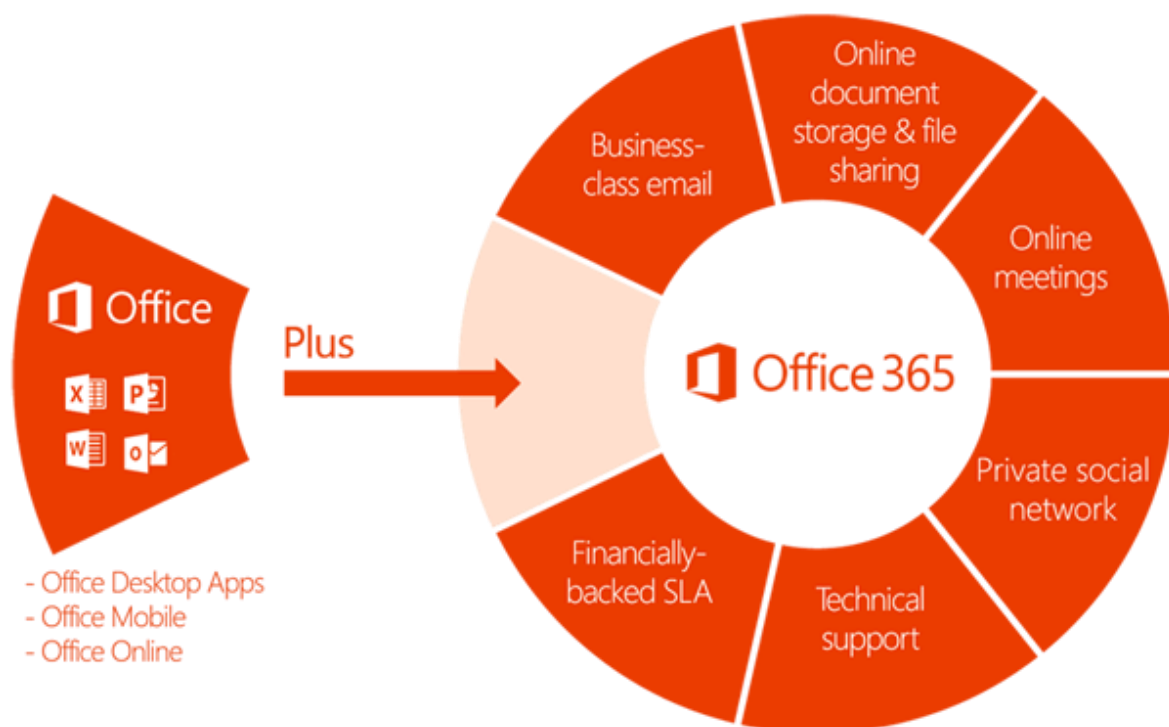 Office
X
P
W
O
- Office Desktop Apps
- Office Mobile
- Office Online
Plus
Office 365
Business-
class email
Online
document
storage & file
sharing
Online
meetings
Private social
network
Technical
support
Financially-
backed SLA